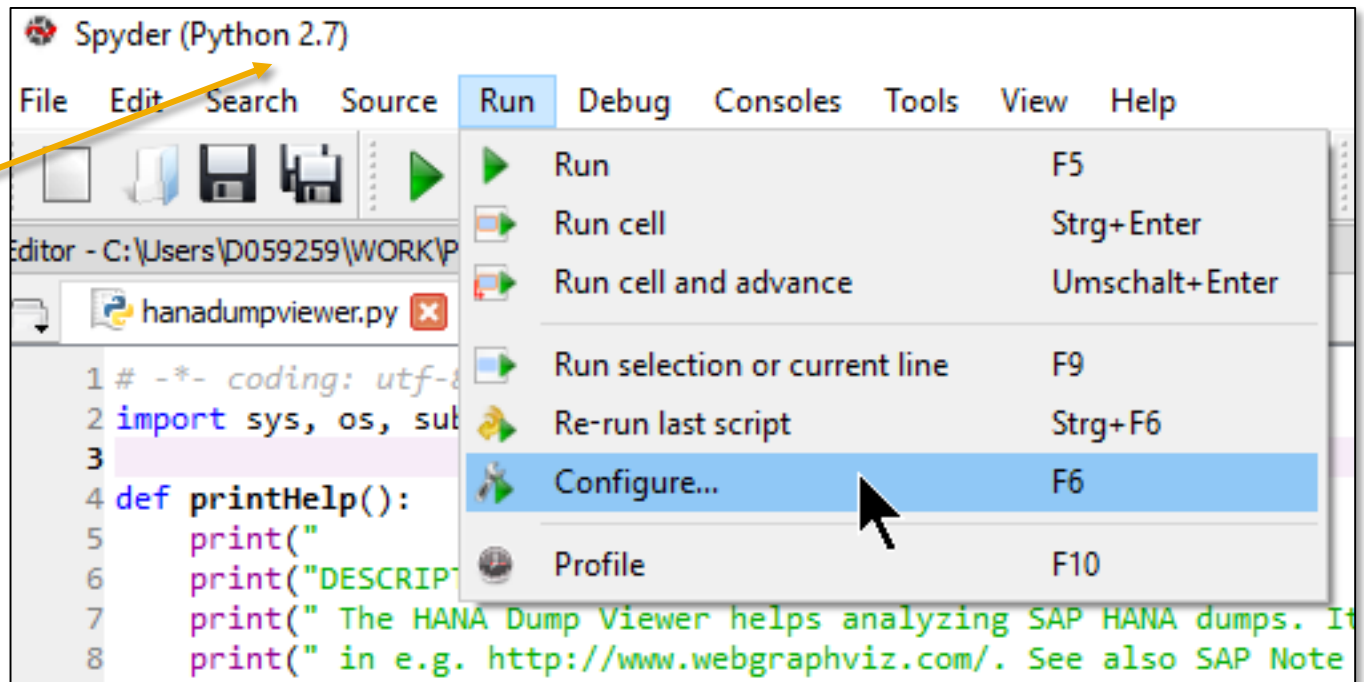 Spyder (Python 2.7)
File Edit Search Source Run Debug Consoles Tools View Help
Run F5
Run cell Strg+Enter
Run cell and advance Umschalt+Enter
Run selection or current line F9
Re-run last script Strg+F6
Configure... F6
Profile F10
Editor - C:\Users\D059259\WORK\P
hanadumpviewer.py
1 # -*- coding: utf-8
2 import sys, os, sub
3
4 def printHelp():
5 print("
6 print("DESCRIPT
7 print(" The HANA Dump Viewer helps analyzing SAP HANA dumps. It
8 print(" in e.g. http://www.webgraphviz.com/. See also SAP Note